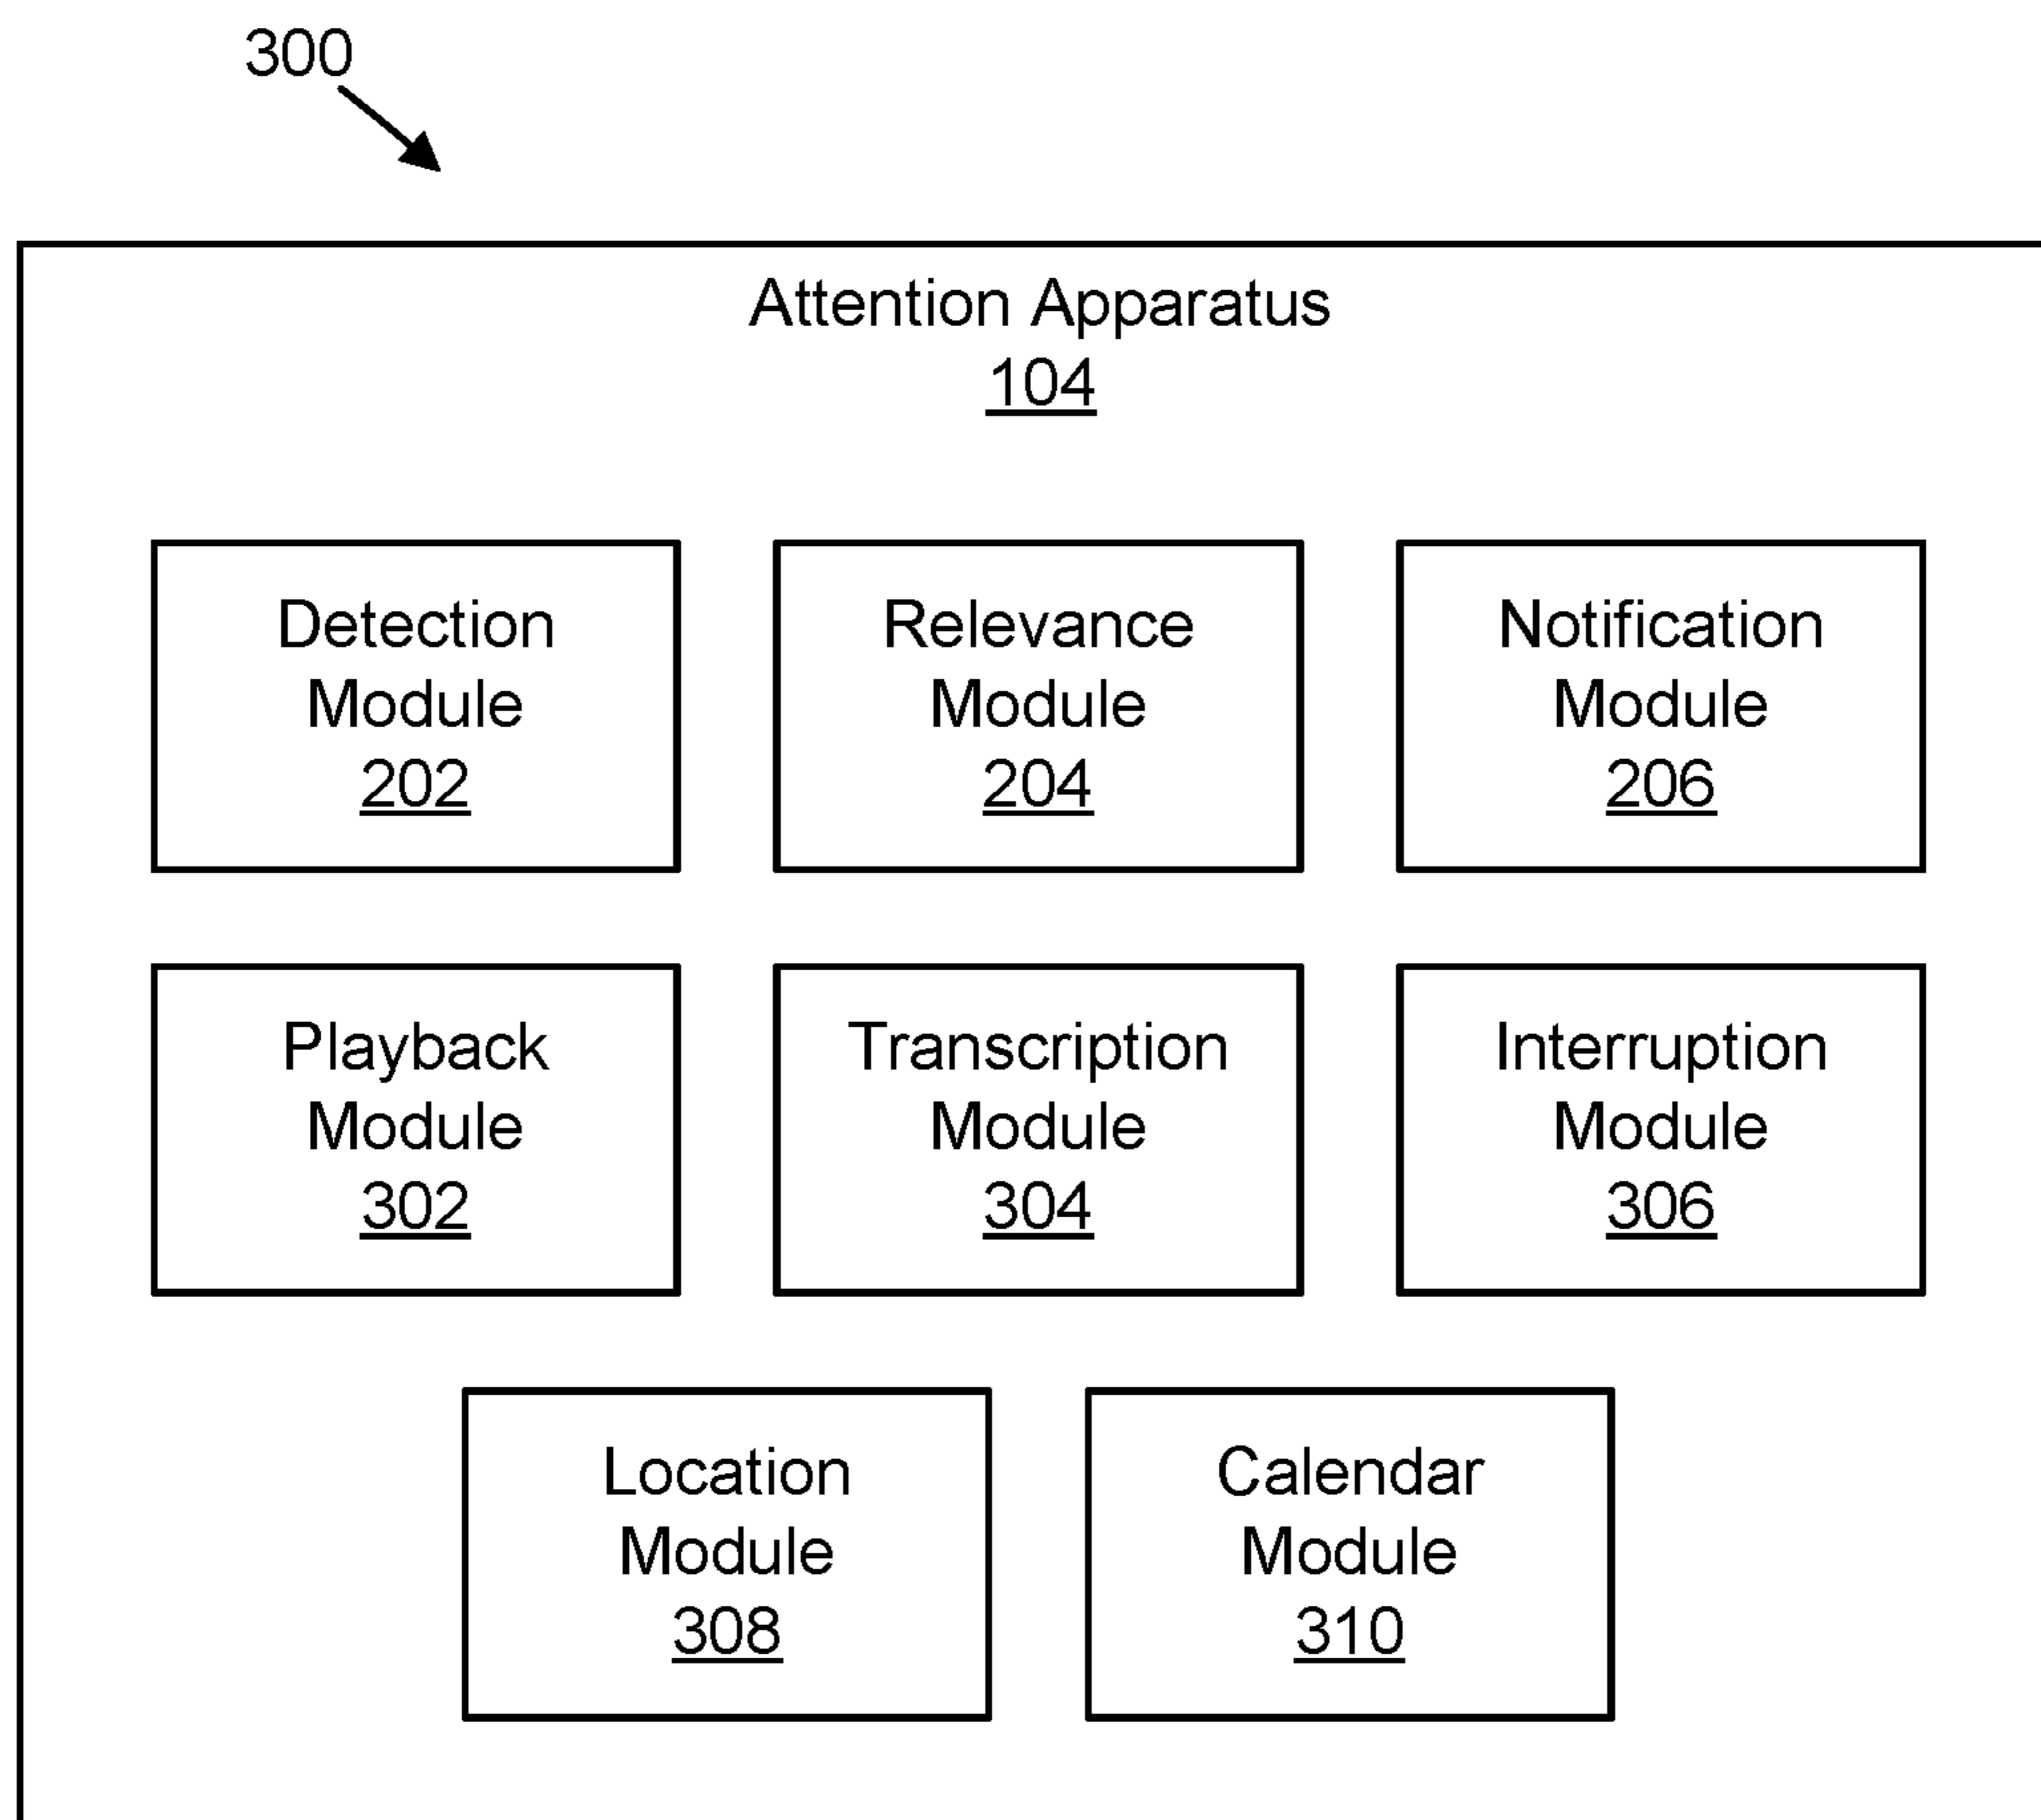 300
Attention Apparatus
104
Detection
Module
202
Relevance
Module
204
Notification
Module
206
Playback
Module
302
Transcription
Module
304
Interruption
Module
306
Location
Module
308
Calendar
Module
310